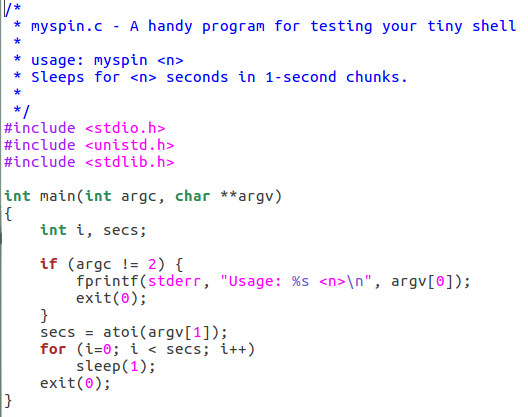 /*
 * myspin.c - A handy program for testing your tiny shell
 *
 * usage: myspin <n>
 * Sleeps for <n> seconds in 1-second chunks.
 *
 */
#include <stdio.h>
#include <unistd.h>
#include <stdlib.h>

int main(int argc, char **argv)
{
    int i, secs;

    if (argc != 2) {
        fprintf(stderr, "Usage: %s <n>\n", argv[0]);
        exit(0);
    }
    secs = atoi(argv[1]);
    for (i=0; i < secs; i++)
        sleep(1);
    exit(0);
}